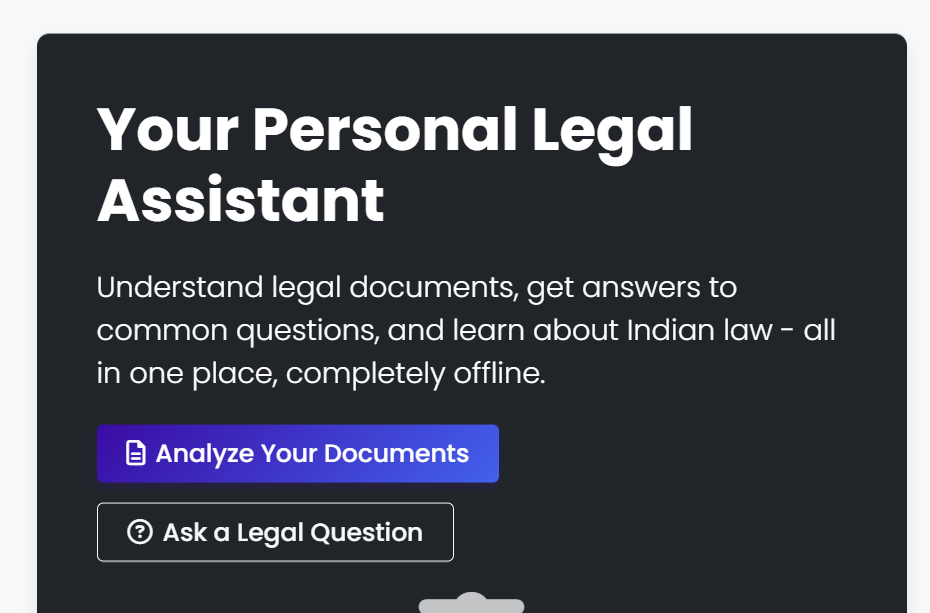 Your Personal Legal
Assistant
Understand legal documents, get answers to
common questions, and learn about Indian law - all
in one place, completely offline.
Analyze Your Documents
Ask a Legal Question